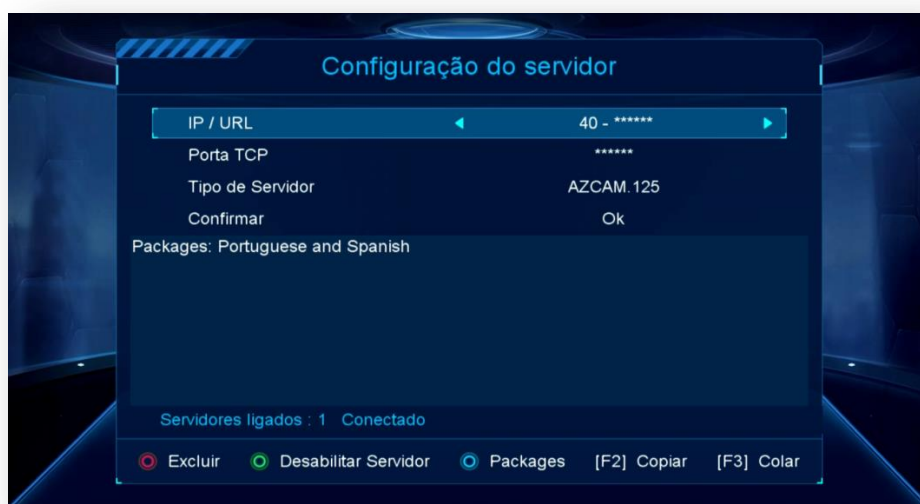 Configuração do servidor
IP / URL 40 - ******
Porta TCP ******
Tipo de Servidor AZCAM.125
Confirmar Ok
Packages: Portuguese and Spanish
Servidores ligados : 1 Conectado
Excluir Desabilitar Servidor Packages [F2] Copiar [F3] Colar